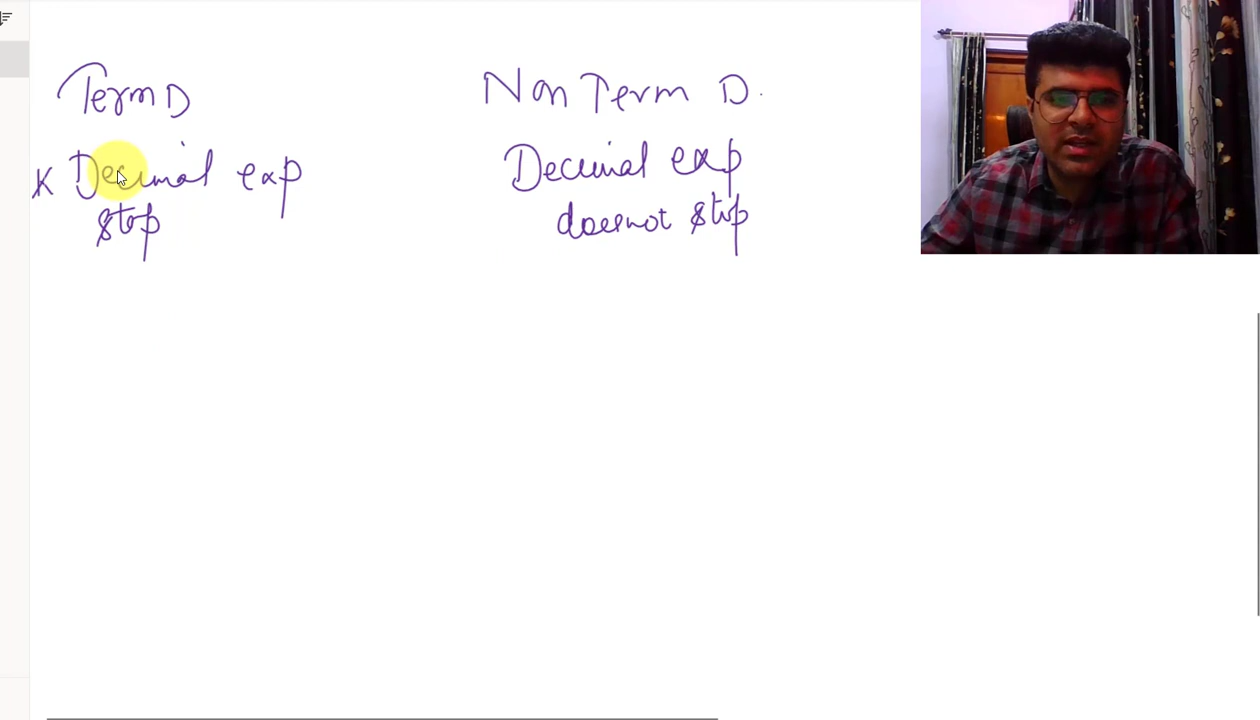 Term D
Non Term D.
* Decimal exp
stop
Decimal exp
doesnot stop